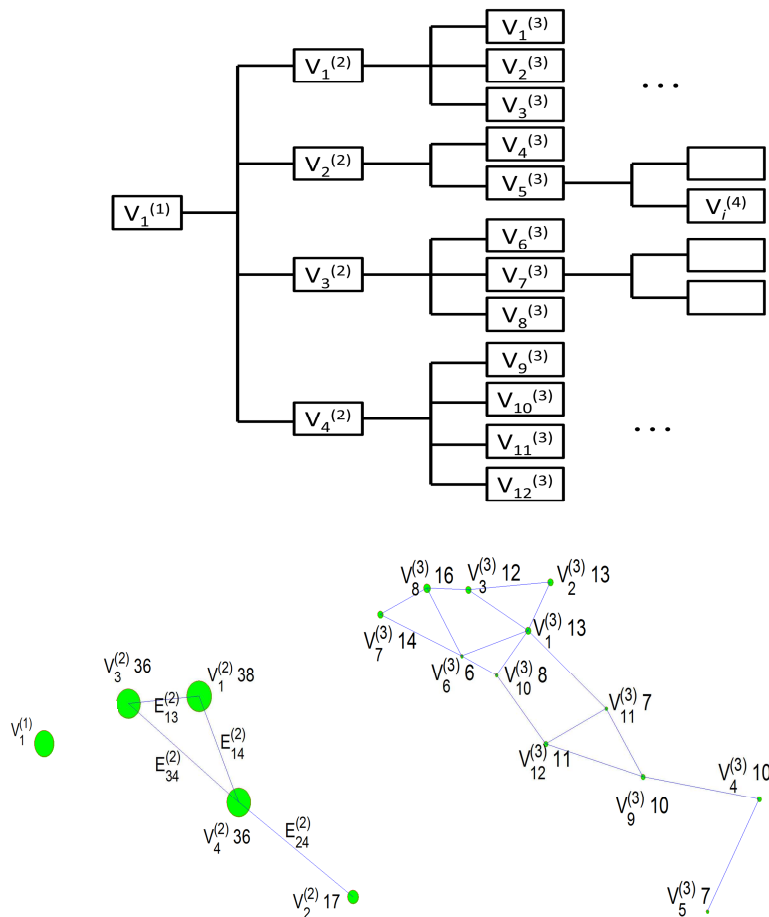 V₁⁽³⁾
V₁⁽²⁾ V₂⁽³⁾ ...
V₃⁽³⁾
V₄⁽³⁾
V₂⁽²⁾ V₅⁽³⁾
V₁⁽¹⁾ Vᵢ⁽⁴⁾
V₆⁽³⁾
V₃⁽²⁾ V₇⁽³⁾
V₈⁽³⁾
V₉⁽³⁾
V₁₀⁽³⁾
V₄⁽²⁾ ...
V₁₁⁽³⁾
V₁₂⁽³⁾
V₁⁽¹⁾
V₃⁽²⁾ 36
V₁⁽²⁾ 38
E₁₃⁽²⁾
E₁₄⁽²⁾
E₃₄⁽²⁾
V₄⁽²⁾ 36
E₂₄⁽²⁾
V₂⁽²⁾ 17
V₈⁽³⁾ 16
V₃⁽³⁾ 12
V₂⁽³⁾ 13
V₇⁽³⁾ 14
V₁⁽³⁾ 13
V₆⁽³⁾ 6
V₁₀⁽³⁾ 8
V₁₁⁽³⁾ 7
V₁₂⁽³⁾ 11
V₉⁽³⁾ 10
V₄⁽³⁾ 10
V₅⁽³⁾ 7